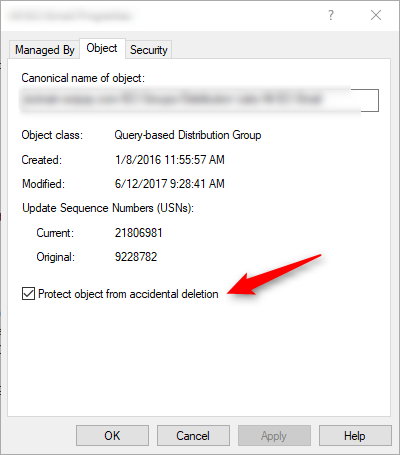 Managed By Object Security
Canonical name of object:
Object class: Query-based Distribution Group
Created: 1/8/2016 11:55:57 AM
Modified: 6/12/2017 9:28:41 AM
Update Sequence Numbers (USNs):
Current: 21806981
Original: 9228782
Protect object from accidental deletion
OK Cancel Apply Help